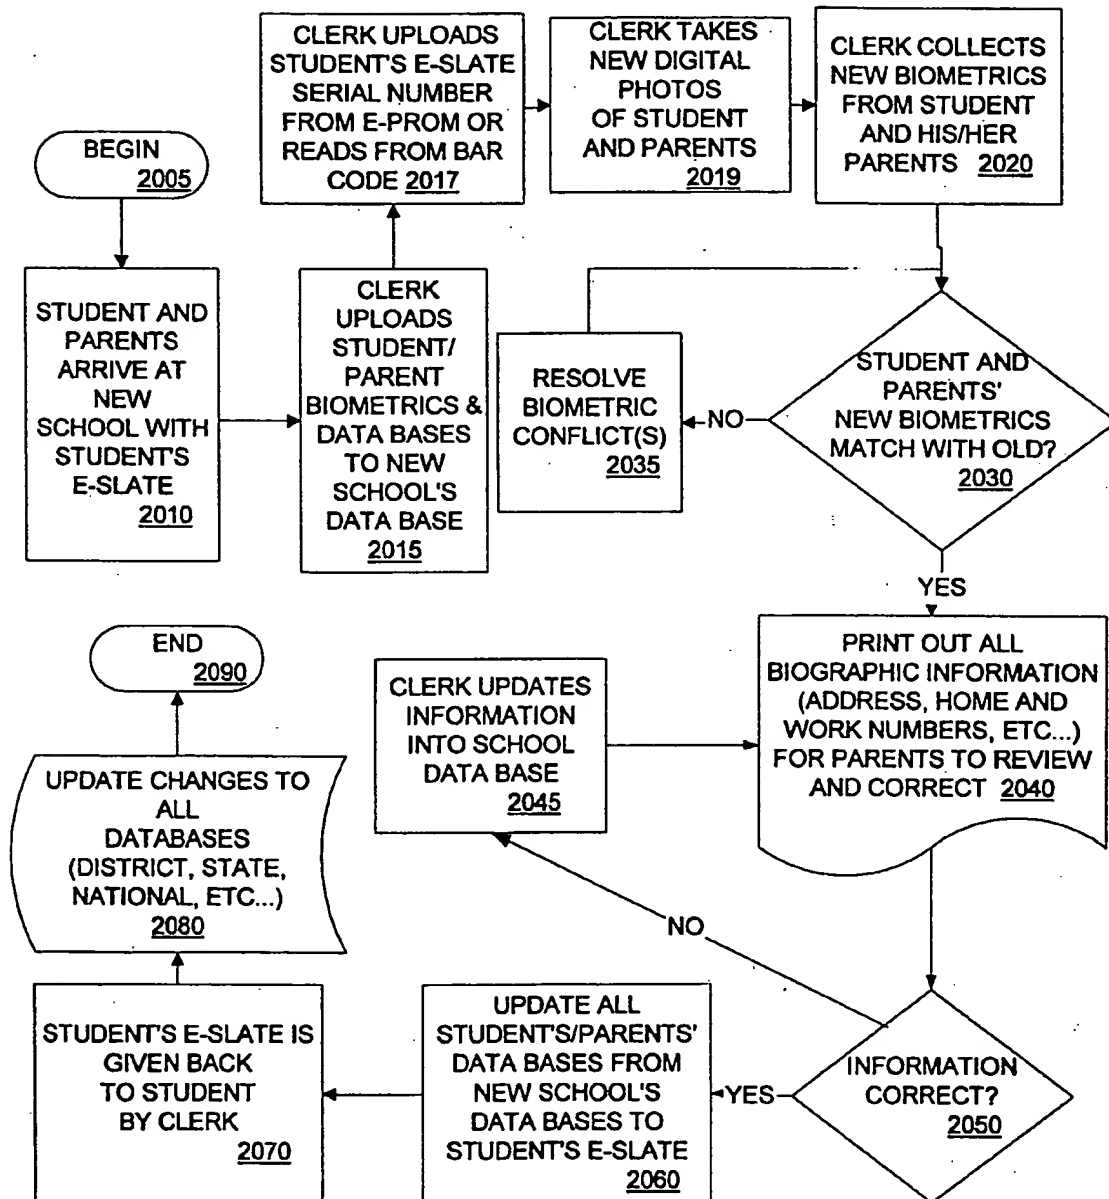 BEGIN
2005
STUDENT AND
PARENTS
ARRIVE AT
NEW
SCHOOL WITH
STUDENT'S
E-SLATE
2010
CLERK
UPLOADS
STUDENT/
PARENT
BIOMETRICS &
DATA BASES
TO NEW
SCHOOL'S
DATA BASE
2015
CLERK UPLOADS
STUDENT'S E-SLATE
SERIAL NUMBER
FROM E-PROM OR
READS FROM BAR
CODE 2017
CLERK TAKES
NEW DIGITAL
PHOTOS
OF STUDENT
AND PARENTS
2019
CLERK COLLECTS
NEW BIOMETRICS
FROM STUDENT
AND HIS/HER
PARENTS 2020
STUDENT AND
PARENTS'
NEW BIOMETRICS
MATCH WITH OLD?
2030
NO
RESOLVE
BIOMETRIC
CONFLICT(S)
2035
YES
PRINT OUT ALL
BIOGRAPHIC INFORMATION
(ADDRESS, HOME AND
WORK NUMBERS, ETC...)
FOR PARENTS TO REVIEW
AND CORRECT 2040
INFORMATION
CORRECT?
2050
NO
CLERK UPDATES
INFORMATION
INTO SCHOOL
DATA BASE
2045
YES
UPDATE ALL
STUDENT'S/PARENTS'
DATA BASES FROM
NEW SCHOOL'S
DATA BASES TO
STUDENT'S E-SLATE
2060
STUDENT'S E-SLATE IS
GIVEN BACK
TO STUDENT
BY CLERK
2070
UPDATE CHANGES TO
ALL
DATABASES
(DISTRICT, STATE,
NATIONAL, ETC...)
2080
END
2090